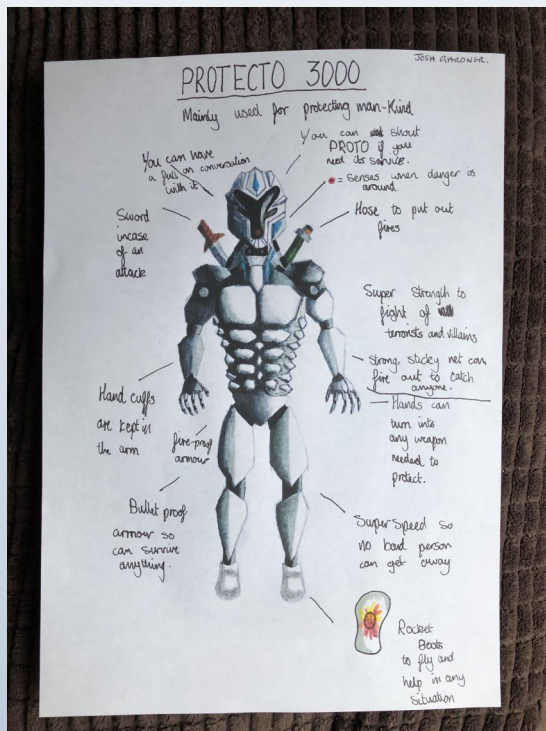 JOSH GARDNER.
PROTECTO 3000
Mainly used for protecting man-Kind
You can shout
PROTO if you
need its service.
You can have
a full on conversation
with it
* = Senses when danger is
around
Sword
incase
of an
attack
Hose to put out
fires
Super Strength to
fight of
terrorists and villains
Strong sticky net can
fire out to catch
anyone.
Hand cuffs
are kept in
the arm
fire-proof
armour
Hands can
turn into
any weapon
needed to
protect.
Bullet proof
armour so
can survive
anything.
Super Speed so
no bad person
can get away
Rocket
Boots
to fly and
help in any
situation